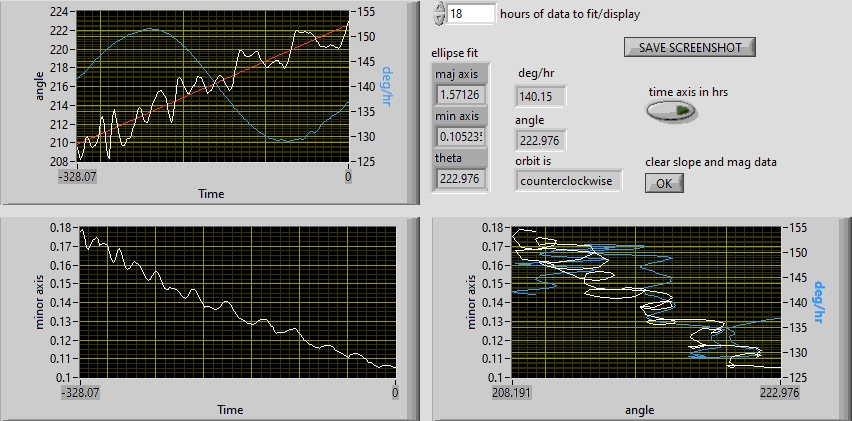 224
222
220
218
216
214
212
210
208
angle
155
150
145
140
135
130
125
deg/hr
-328.07
0
Time
18
hours of data to fit/display
SAVE SCREENSHOT
ellipse fit
maj axis
1.57126
min axis
0.10523
theta
222.976
deg/hr
140.15
angle
222.976
orbit is
counterclockwise
time axis in hrs
clear slope and mag data
OK
0.18
0.17
0.16
0.15
0.14
0.13
0.12
0.11
0.1
minor axis
-328.07
0
Time
0.18
0.17
0.16
0.15
0.14
0.13
0.12
0.11
0.1
minor axis
155
150
145
140
135
130
125
deg/hr
208.191
222.976
angle